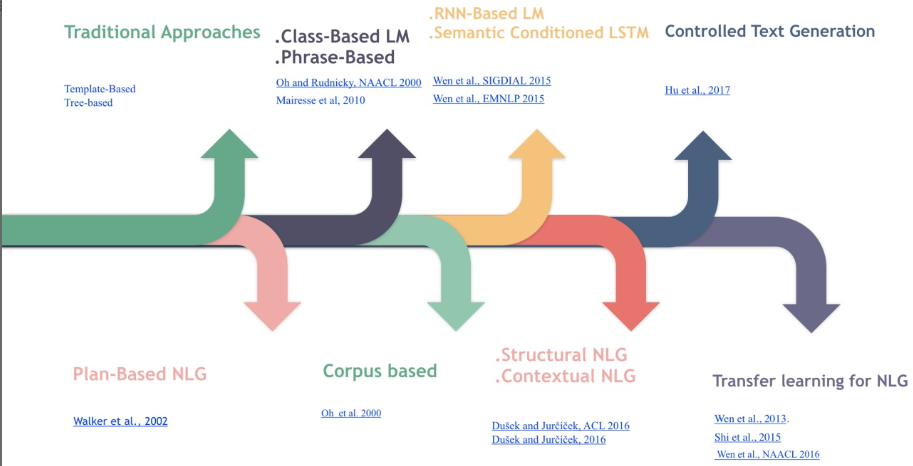 Traditional Approaches
Template-Based
Tree-based
.Class-Based LM
.Phrase-Based
Oh and Rudnicky, NAACL 2000
Mairesse et al, 2010
.RNN-Based LM
.Semantic Conditioned LSTM
Wen et al., SIGDIAL 2015
Wen et al., EMNLP 2015
Controlled Text Generation
Hu et al., 2017
Plan-Based NLG
Walker et al., 2002
Corpus based
Oh et al. 2000
.Structural NLG
.Contextual NLG
Dušek and Jurčíček, ACL 2016
Dušek and Jurčíček, 2016
Transfer learning for NLG
Wen et al., 2013.
Shi et al., 2015
Wen et al., NAACL 2016